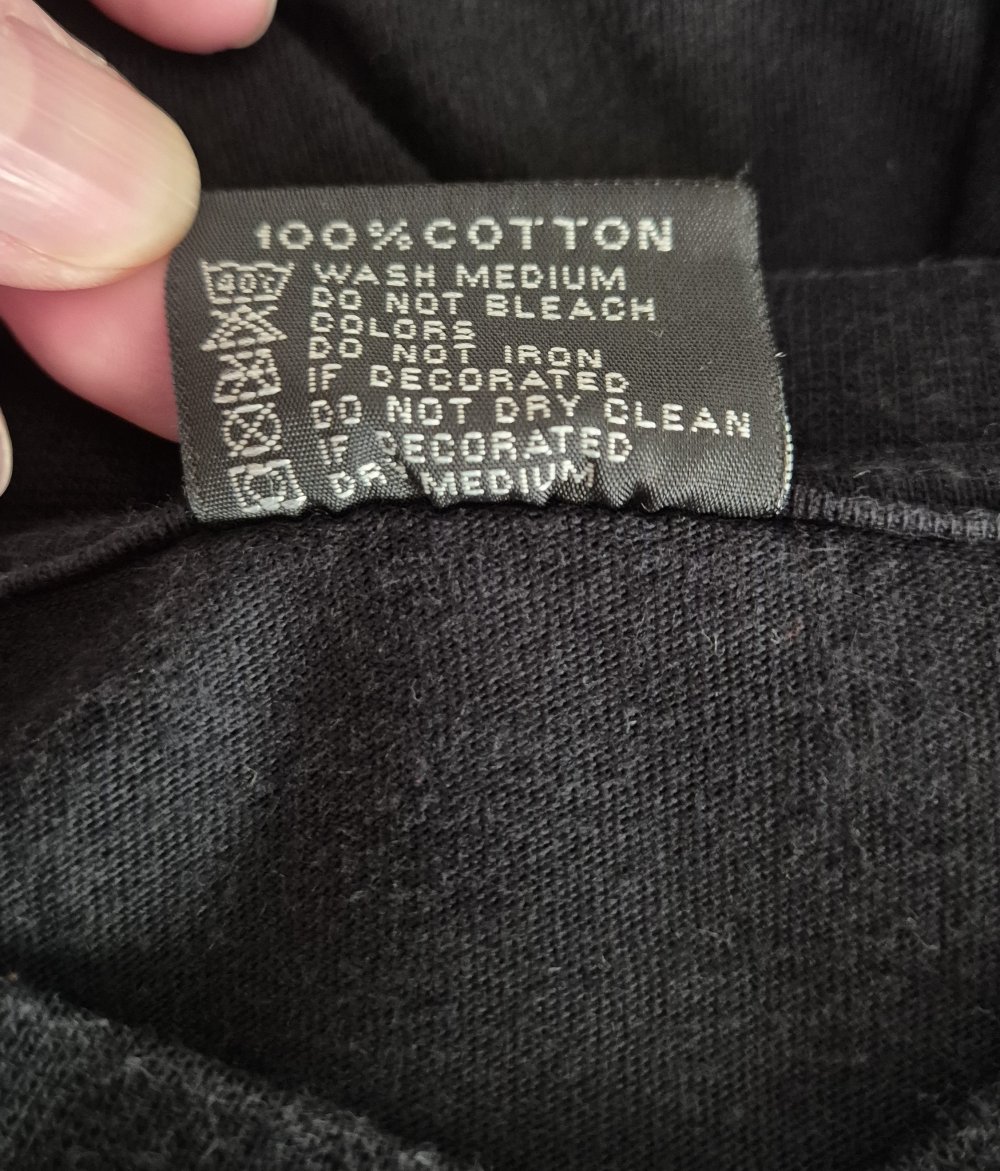 100% COTTON
WASH MEDIUM
DO NOT BLEACH
COLORS
DO NOT IRON
IF DECORATED
DO NOT DRY CLEAN
IF DECORATED
DRY MEDIUM